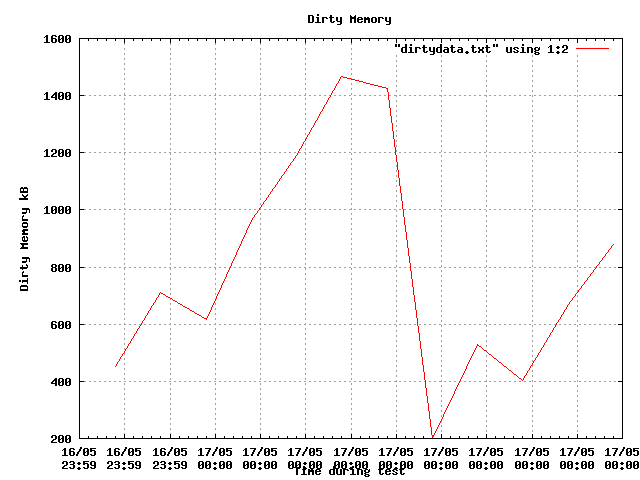 Dirty Memory
"dirtydata.txt" using 1:2
1600
1400
1200
1000
800
600
400
200
Dirty Memory kB
16/05 16/05 16/05 17/05 17/05 17/05 17/05 17/05 17/05 17/05 17/05 17/05 17/05
23:59 23:59 23:59 00:00 00:00 00:00 00:00 00:00 00:00 00:00 00:00 00:00 00:00
Time during test